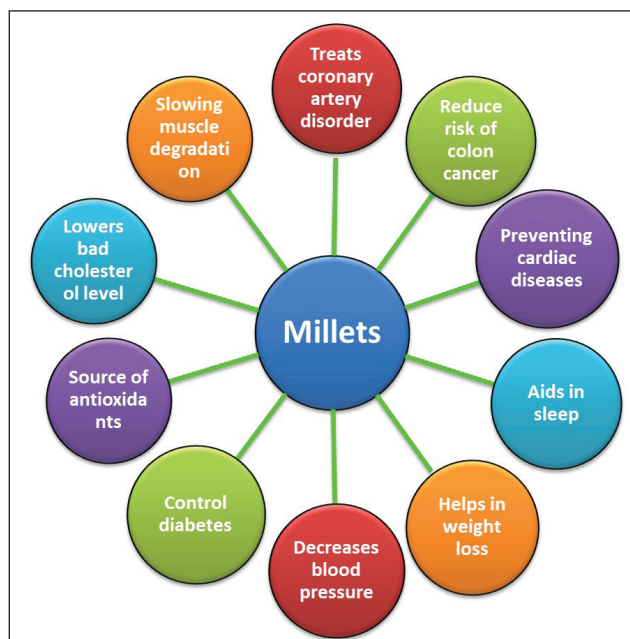 Treats
coronary
artery
disorder
Reduce
risk of
colon
cancer
Preventing
cardiac
diseases
Aids in
sleep
Helps in
weight
loss
Decreases
blood
pressure
Control
diabetes
Source of
antioxida
nts
Lowers
bad
cholester
ol level
Slowing
muscle
degradati
on
Millets